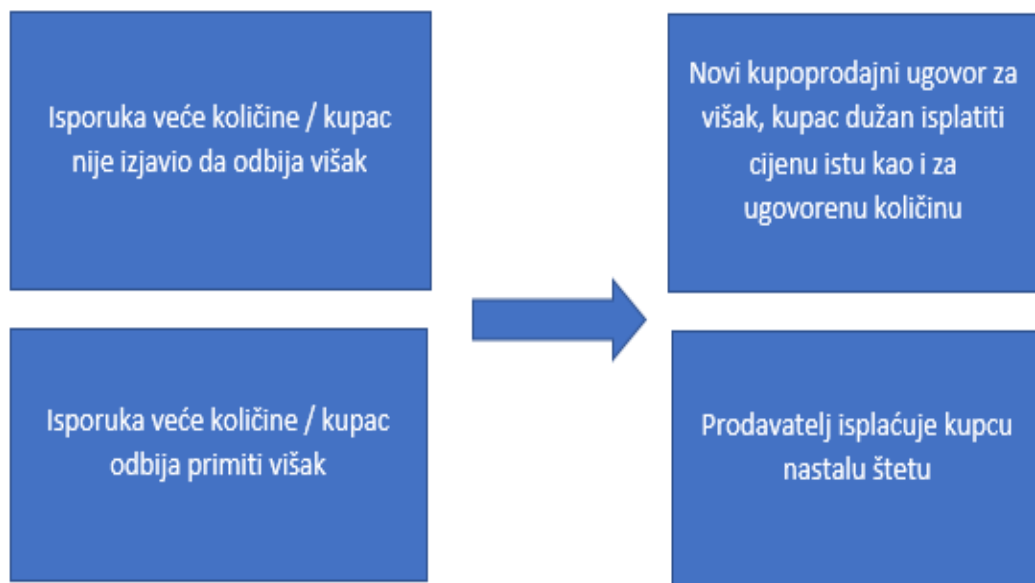 Isporuka veće količine / kupac
nije izjavio da odbija višak
Novi kupoprodajni ugovor za
višak, kupac dužan isplatiti
cijenu istu kao i za
ugovorenu količinu
Isporuka veće količine / kupac
odbija primiti višak
Prodavatelj isplaćuje kupcu
nastalu štetu